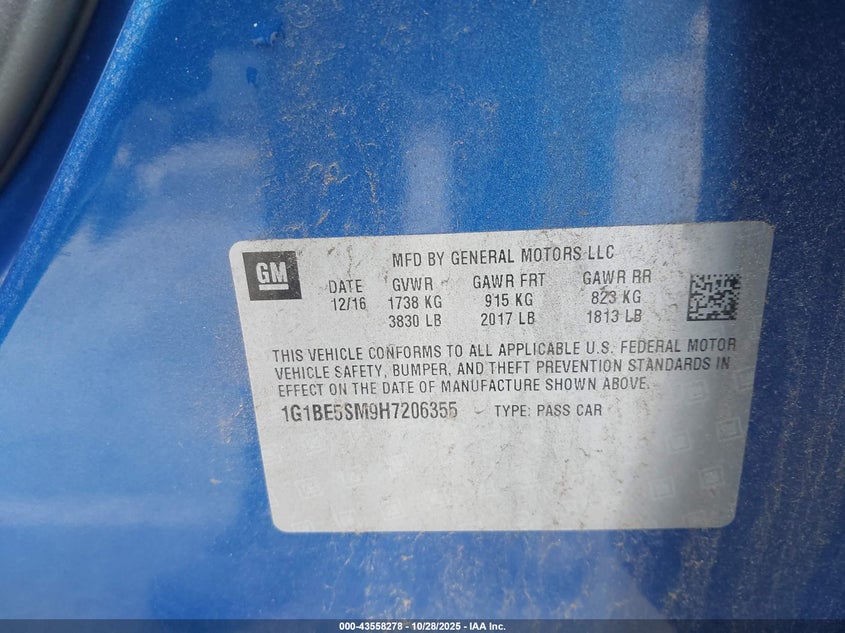 GM
MFD BY GENERAL MOTORS LLC
DATE GVWR GAWR FRT GAWR RR
12/16 1738 KG 915 KG 823 KG
3830 LB 2017 LB 1813 LB
THIS VEHICLE CONFORMS TO ALL APPLICABLE U.S. FEDERAL MOTOR
VEHICLE SAFETY, BUMPER, AND THEFT PREVENTION STANDARDS IN
EFFECT ON THE DATE OF MANUFACTURE SHOWN ABOVE.
1G1BE5SM9H7206355 TYPE: PASS CAR
000-43558278 - 10/28/2025 - IAA Inc.